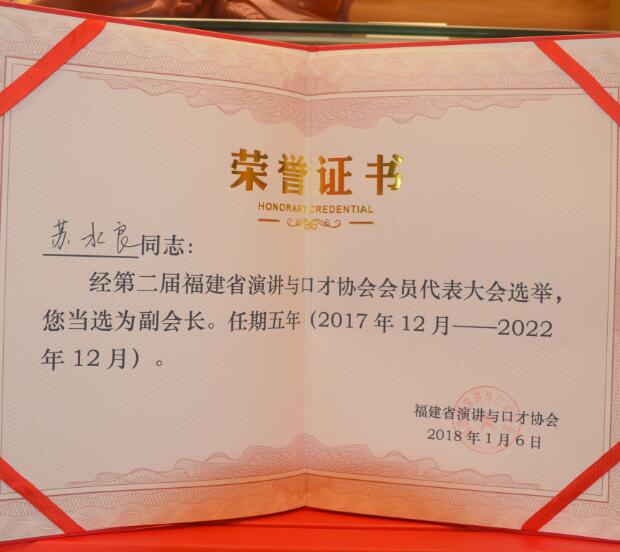 荣誉证书
HONORARY CREDENTIAL
苏永良同志：
经第二届福建省演讲与口才协会会员代表大会选举，
您当选为副会长。任期五年（2017年12月——2022
年12月）。
福建省演讲与口才协会
2018年1月6日